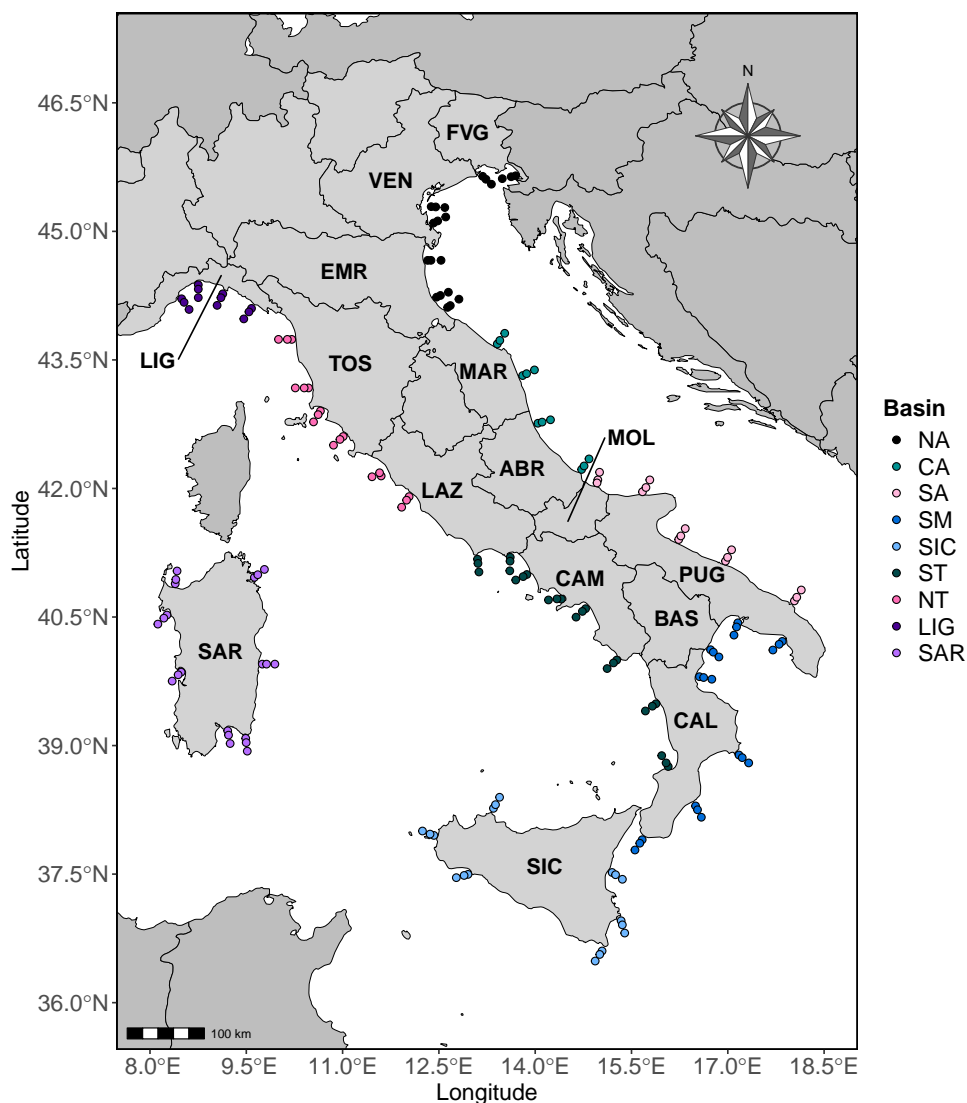 N
46.5°N
45.0°N
43.5°N
42.0°N
40.5°N
39.0°N
37.5°N
36.0°N
Latitude
FVG
VEN
EMR
LIG
TOS
MAR
MOL
ABR
LAZ
CAM
PUG
BAS
SAR
CAL
SIC
100 km
8.0°E
9.5°E
11.0°E
12.5°E
14.0°E
15.5°E
17.0°E
18.5°E
Longitude
Basin
NA
CA
SA
SM
SIC
ST
NT
LIG
SAR